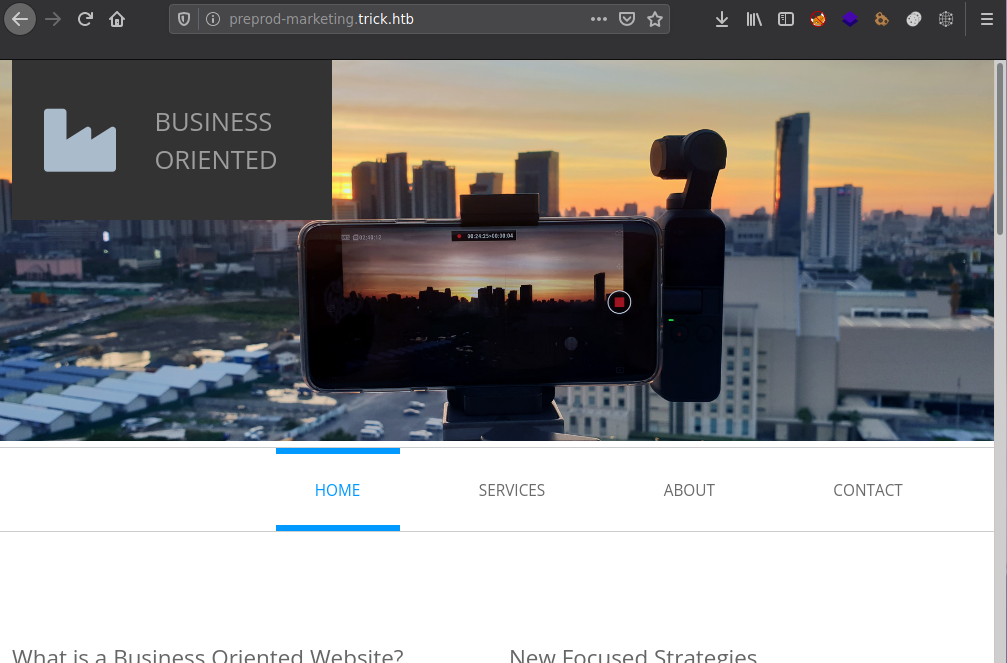 preprod-marketing.trick.htb
BUSINESS
ORIENTED
HOME
SERVICES
ABOUT
CONTACT
What is a Business Oriented Website?
New Focused Strategies